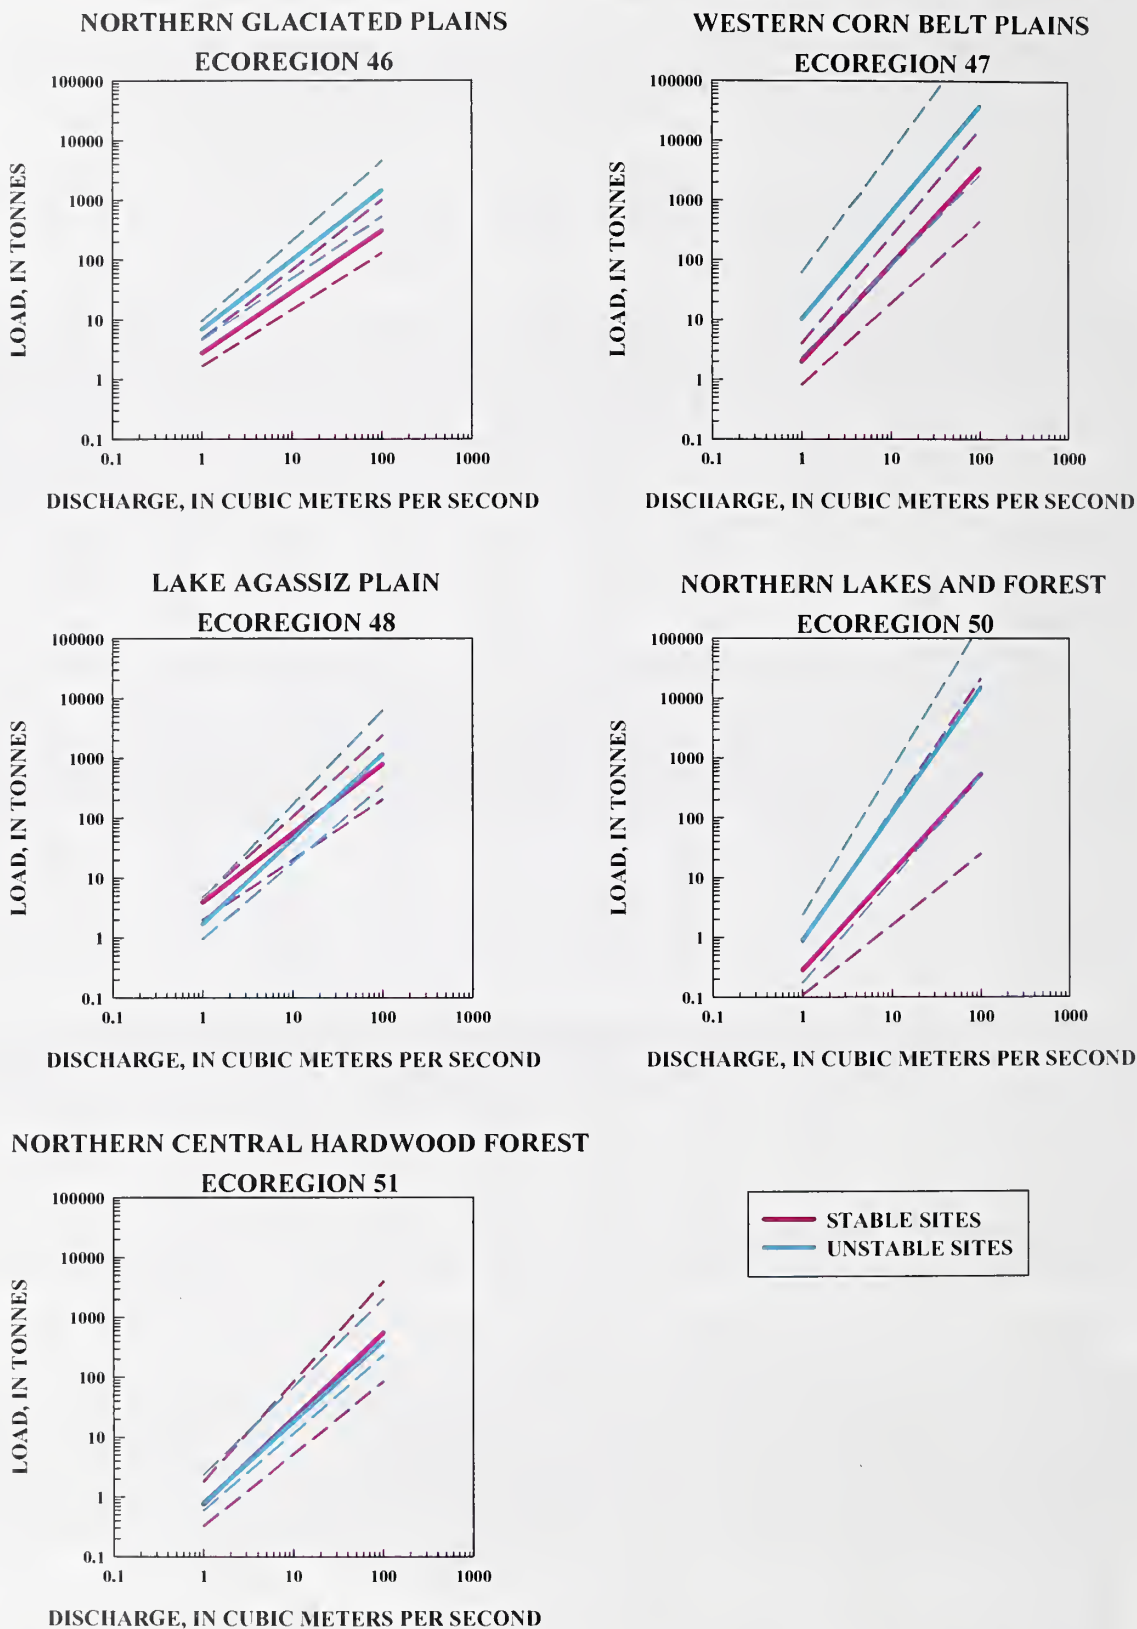 NORTHERN GLACIATED PLAINS
ECOREGION 46
100000
10000
1000
100
10
1
0.1
LOAD, IN TONNES
0.1 1 10 100 1000
DISCHARGE, IN CUBIC METERS PER SECOND
WESTERN CORN BELT PLAINS
ECOREGION 47
100000
10000
1000
100
10
1
0.1
LOAD, IN TONNES
0.1 1 10 100 1000
DISCHARGE, IN CUBIC METERS PER SECOND
LAKE AGASSIZ PLAIN
ECOREGION 48
100000
10000
1000
100
10
1
0.1
LOAD, IN TONNES
0.1 1 10 100 1000
DISCHARGE, IN CUBIC METERS PER SECOND
NORTHERN LAKES AND FOREST
ECOREGION 50
100000
10000
1000
100
10
1
0.1
LOAD, IN TONNES
0.1 1 10 100 1000
DISCHARGE, IN CUBIC METERS PER SECOND
NORTHERN CENTRAL HARDWOOD FOREST
ECOREGION 51
100000
10000
1000
100
10
1
0.1
LOAD, IN TONNES
0.1 1 10 100 1000
DISCHARGE, IN CUBIC METERS PER SECOND
STABLE SITES
UNSTABLE SITES